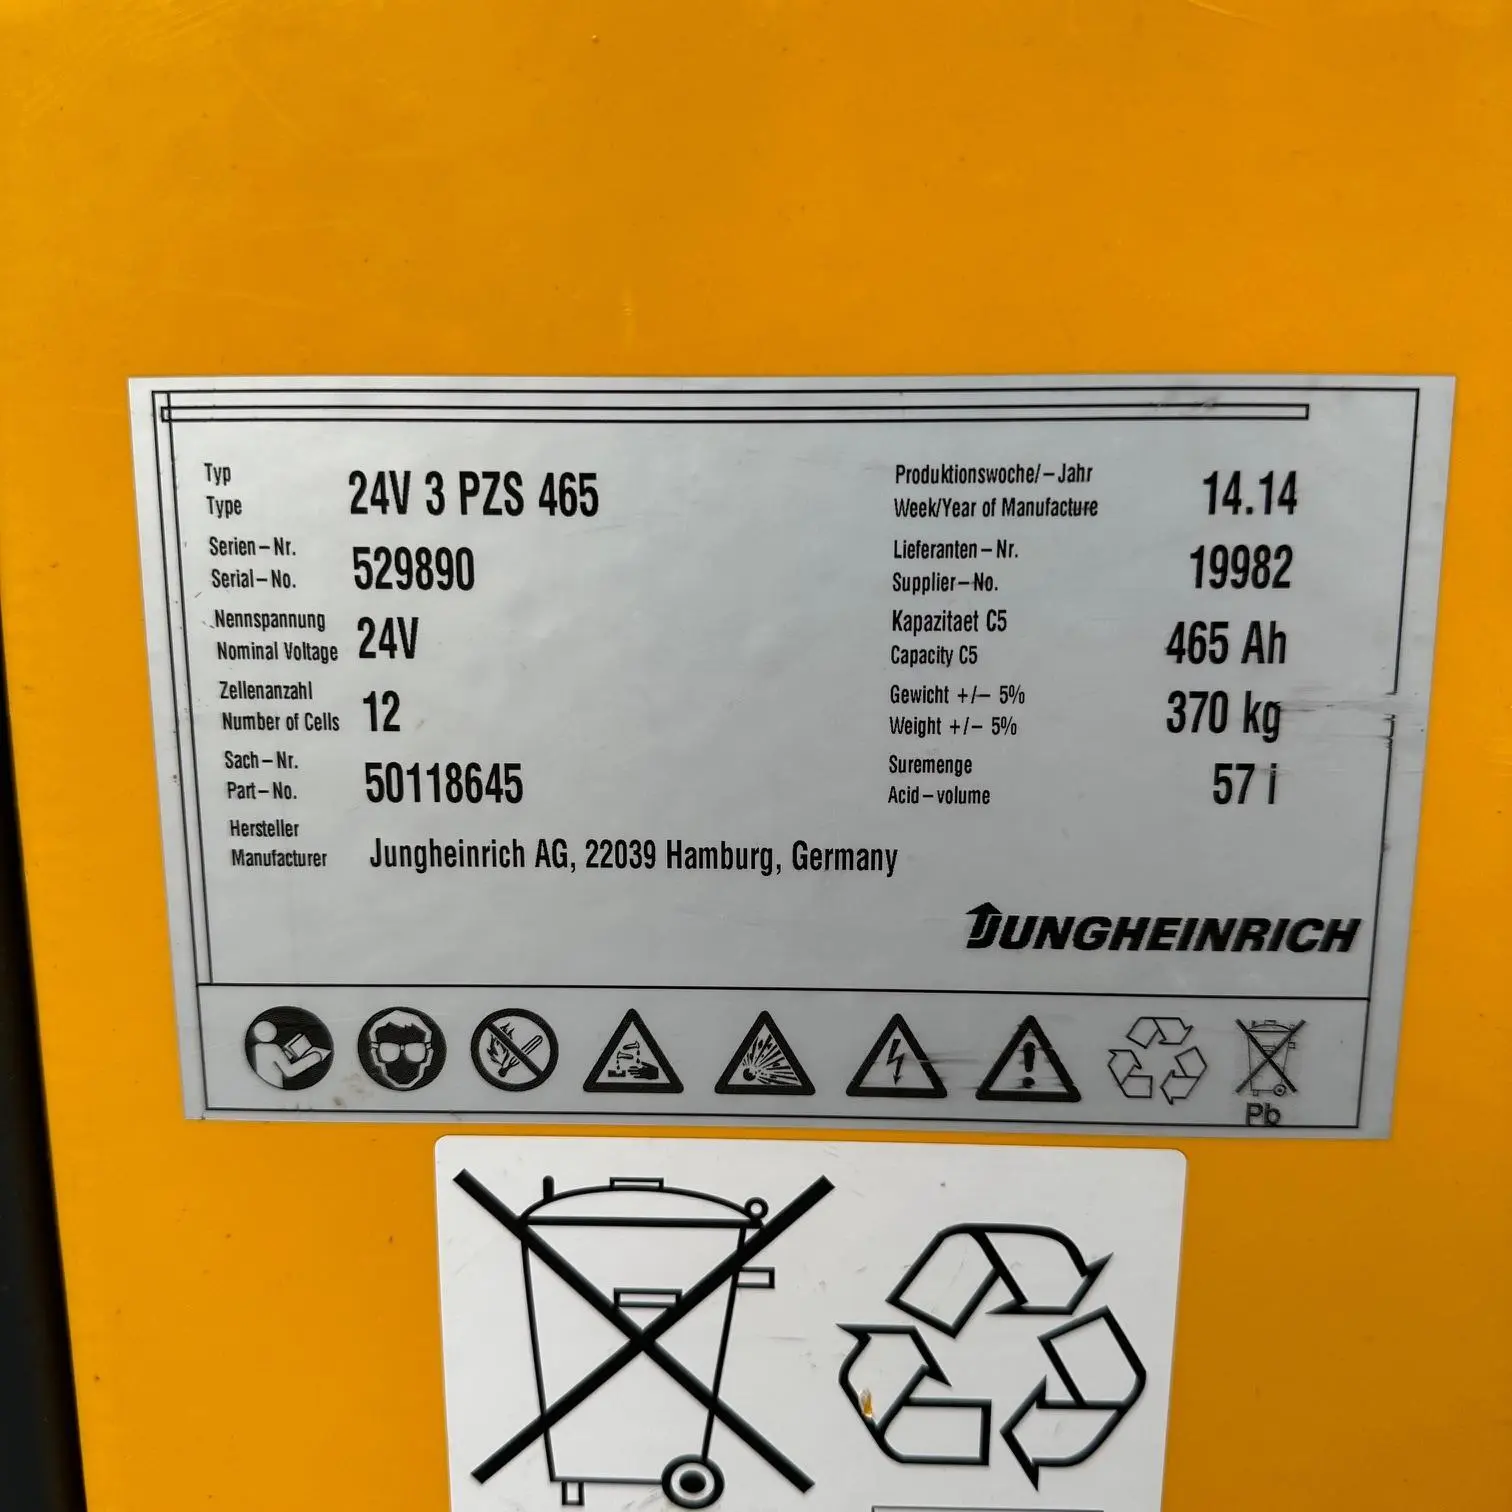 Typ
Type
24V 3 PZS 465
Produktionswoche/-Jahr
Week/Year of Manufacture
14.14
Serien-Nr.
Serial-No.
529890
Lieferanten-Nr.
Supplier-No.
19982
Nennspannung
Nominal Voltage
24V
Kapazitaet C5
Capacity C5
465 Ah
Zellenanzahl
Number of Cells
12
Gewicht +/- 5%
Weight +/- 5%
370 kg
Sach-Nr.
Part-No.
50118645
Suremenge
Acid-volume
57 l
Hersteller
Manufacturer
Jungheinrich AG, 22039 Hamburg, Germany
JUNGHEINRICH
Pb